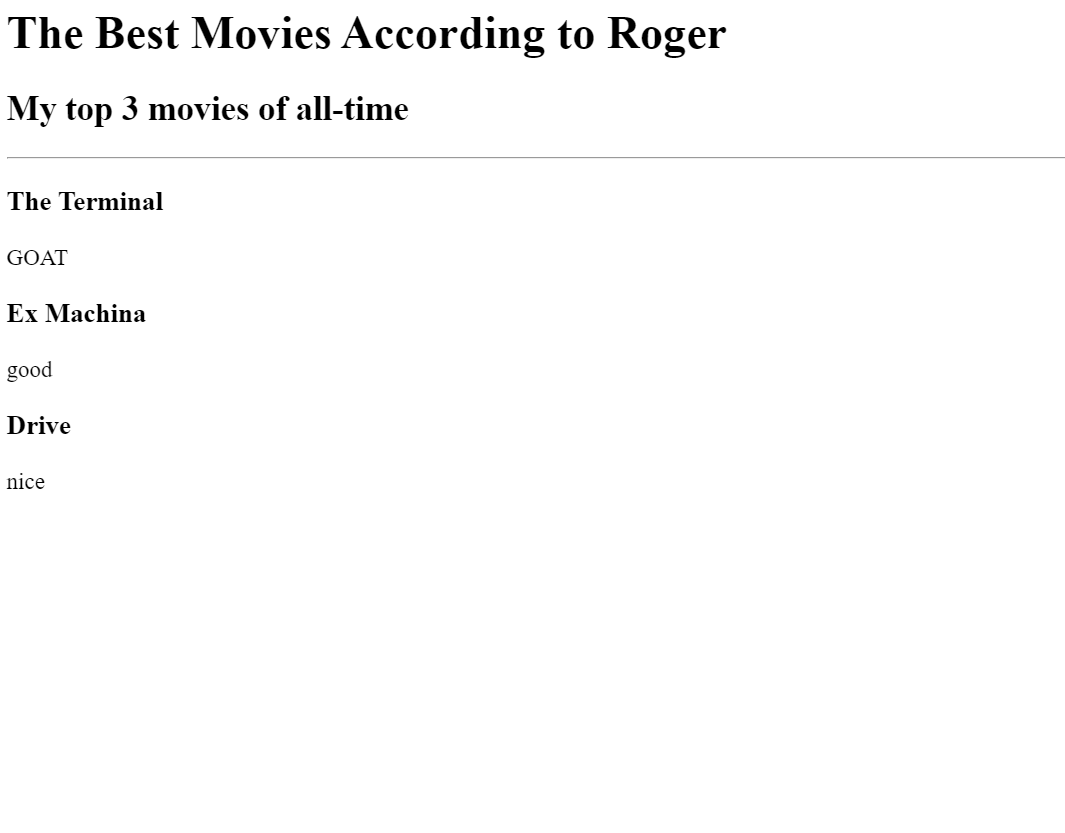 The Best Movies According to Roger
My top 3 movies of all-time
The Terminal
GOAT
Ex Machina
good
Drive
nice